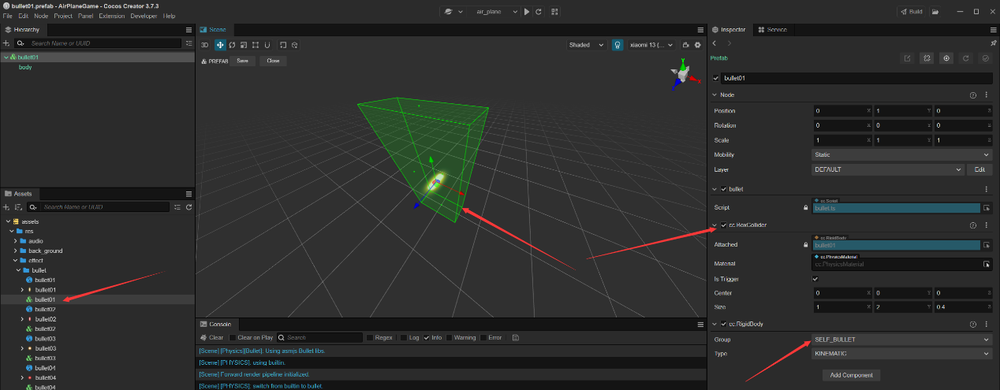 bullet01.prefab - AirPlaneGame - Cocos Creator 3.7.3
File Edit Node Project Panel Extension Developer Help
air_plane
Build
Hierarchy
Search Name or UUID
bullet01
body
Assets
Search Name or UUID
assets
res
audio
back_ground
effect
bullet
bullet01
bullet01
bullet01
bullet02
bullet02
bullet02
bullet03
bullet03
bullet03
bullet04
bullet04
bullet04
Scene
3D
Shaded
xiaomi 13 (...
PREFAB Save Close
Y
Console
Clear Clear on Play Search Regex Log Info Warning Error
[Scene] [Physics][Bullet]: Using asmjs Bullet libs.
[Scene] [PHYSICS]: using builtin.
[Scene] Forward render pipeline initialized.
[Scene] [PHYSICS]: switch from builtin to bullet.
Inspector Service
Prefab
bullet01
Node
Position 0 X 1 Y 0 Z
Rotation 0 X 0 Y 0 Z
Scale 1 X 1 Y 1 Z
Mobility Static
Layer DEFAULT Edit
bullet
cc.Script
Script bullet.ts
cc.BoxCollider
cc.RigidBody
Attached bullet01
cc.PhysicsMaterial
Material cc.PhysicsMaterial
Is Trigger
Center 0 X 0 Y 0 Z
Size 1 X 2 Y 0.4 Z
cc.RigidBody
Group SELF_BULLET
Type KINEMATIC
Add Component